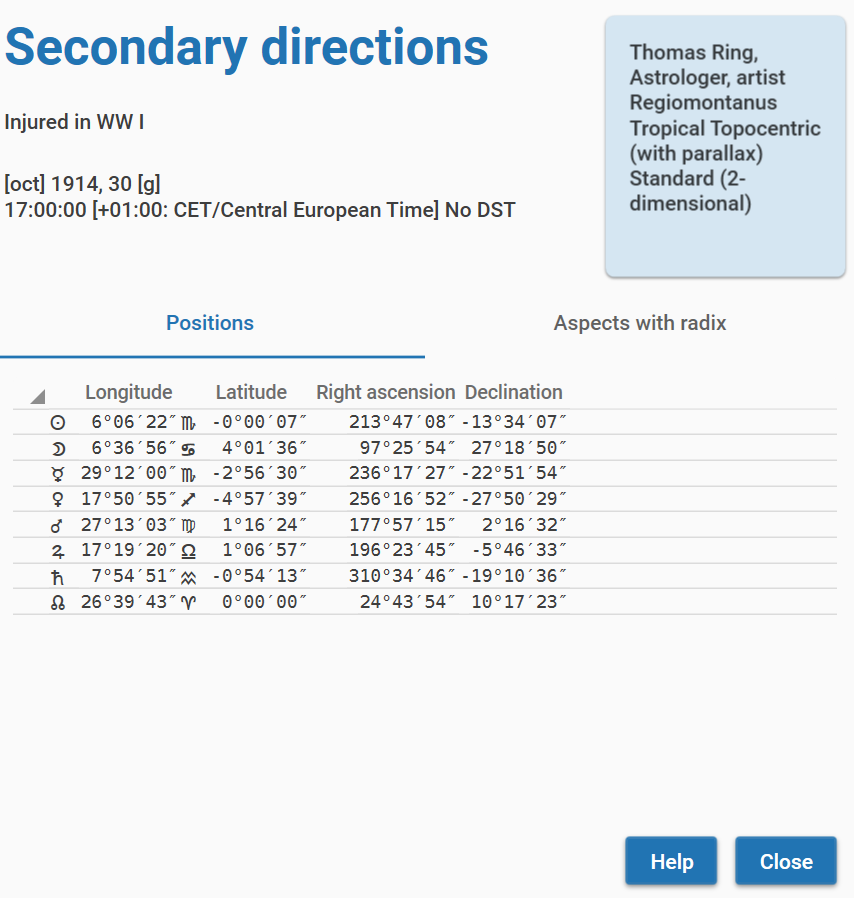 Secondary directions
Thomas Ring,
Astrologer, artist
Regiomontanus
Tropical Topocentric
(with parallax)
Standard (2-
dimensional)
Injured in WW I
[oct] 1914, 30 [g]
17:00:00 [+01:00: CET/Central European Time] No DST
Positions Aspects with radix
Longitude Latitude Right ascension Declination
☉ 6°06′22″♏ -0°00′07″ 213°47′08″ -13°34′07″
☽ 6°36′56″♋ 4°01′36″ 97°25′54″ 27°18′50″
☿ 29°12′00″♏ -2°56′30″ 236°17′27″ -22°51′54″
♀ 17°50′55″♐ -4°57′39″ 256°16′52″ -27°50′29″
♂ 27°13′03″♍ 1°16′24″ 177°57′15″ 2°16′32″
♃ 17°19′20″♎ 1°06′57″ 196°23′45″ -5°46′33″
♄ 7°54′51″♒ -0°54′13″ 310°34′46″ -19°10′36″
☊ 26°39′43″♈ 0°00′00″ 24°43′54″ 10°17′23″
Help Close